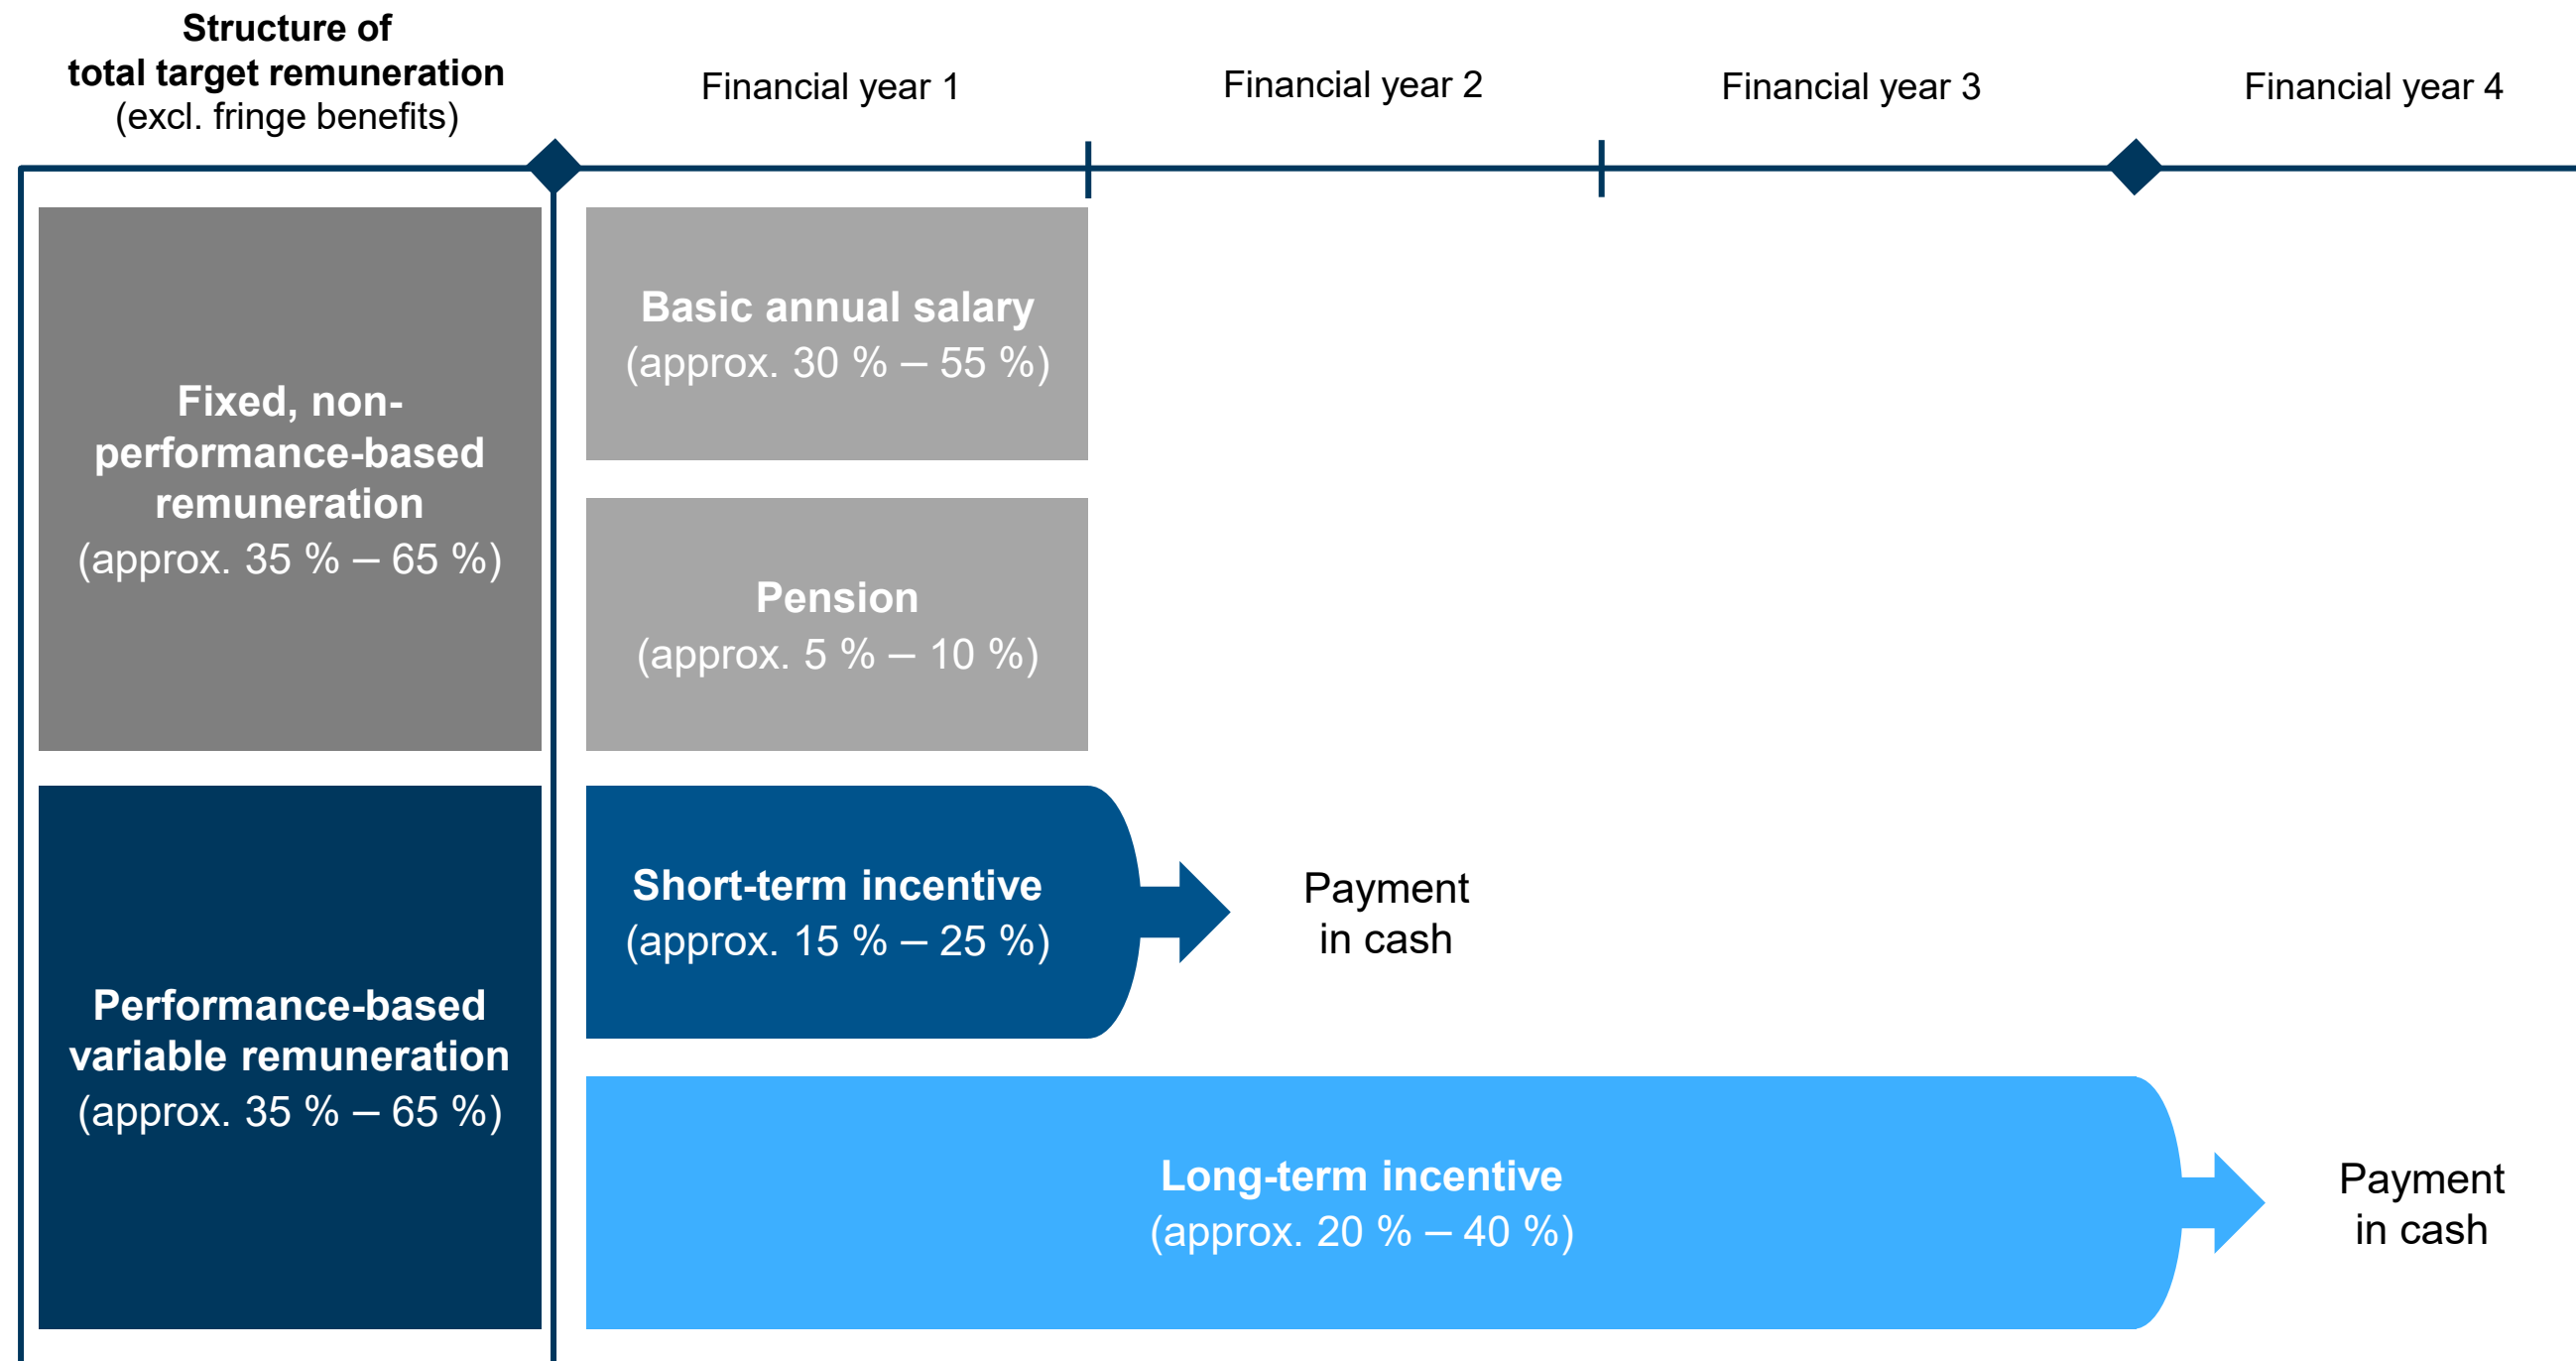 Structure of
total target remuneration
(excl. fringe benefits)
Financial year 1
Financial year 2
Financial year 3
Financial year 4
Fixed, non-
performance-based
remuneration
(approx. 35 % – 65 %)
Basic annual salary
(approx. 30 % – 55 %)
Pension
(approx. 5 % – 10 %)
Performance-based
variable remuneration
(approx. 35 % – 65 %)
Short-term incentive
(approx. 15 % – 25 %)
Payment
in cash
Long-term incentive
(approx. 20 % – 40 %)
Payment
in cash